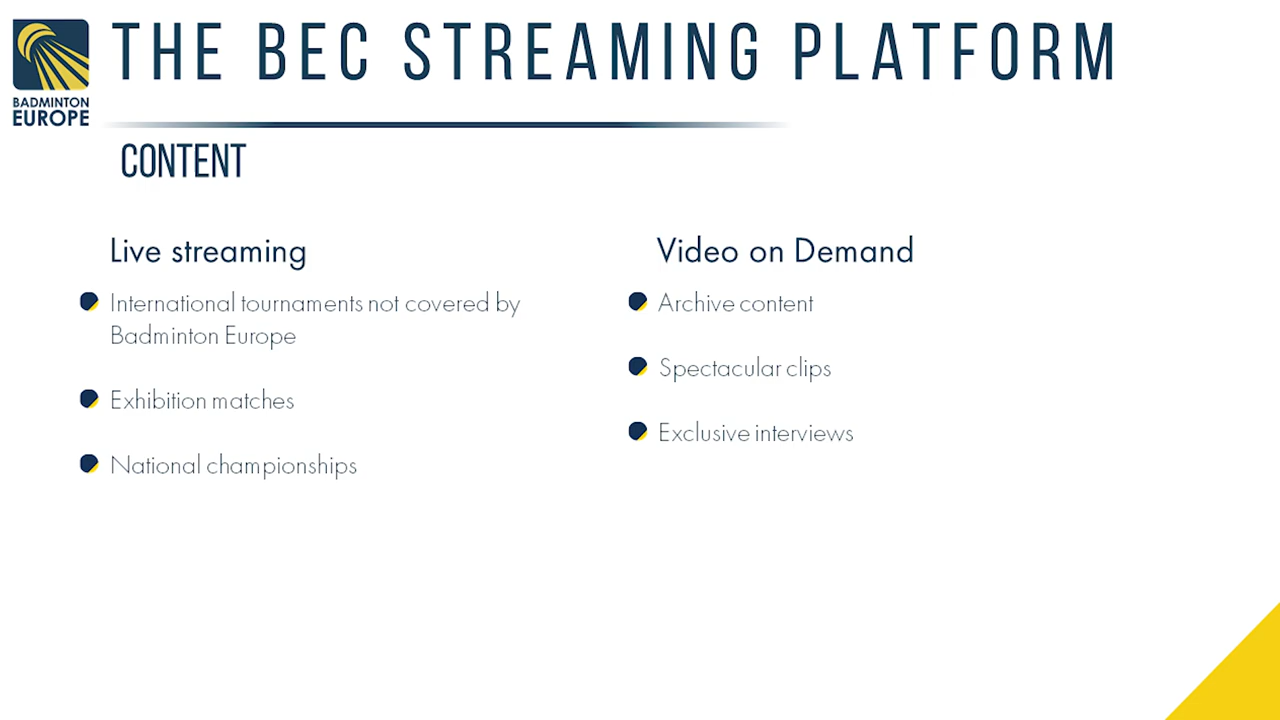 THE BEC STREAMING PLATFORM
BADMINTON
EUROPE
CONTENT
Live streaming
International tournaments not covered by
Badminton Europe
Exhibition matches
National championships
Video on Demand
Archive content
Spectacular clips
Exclusive interviews